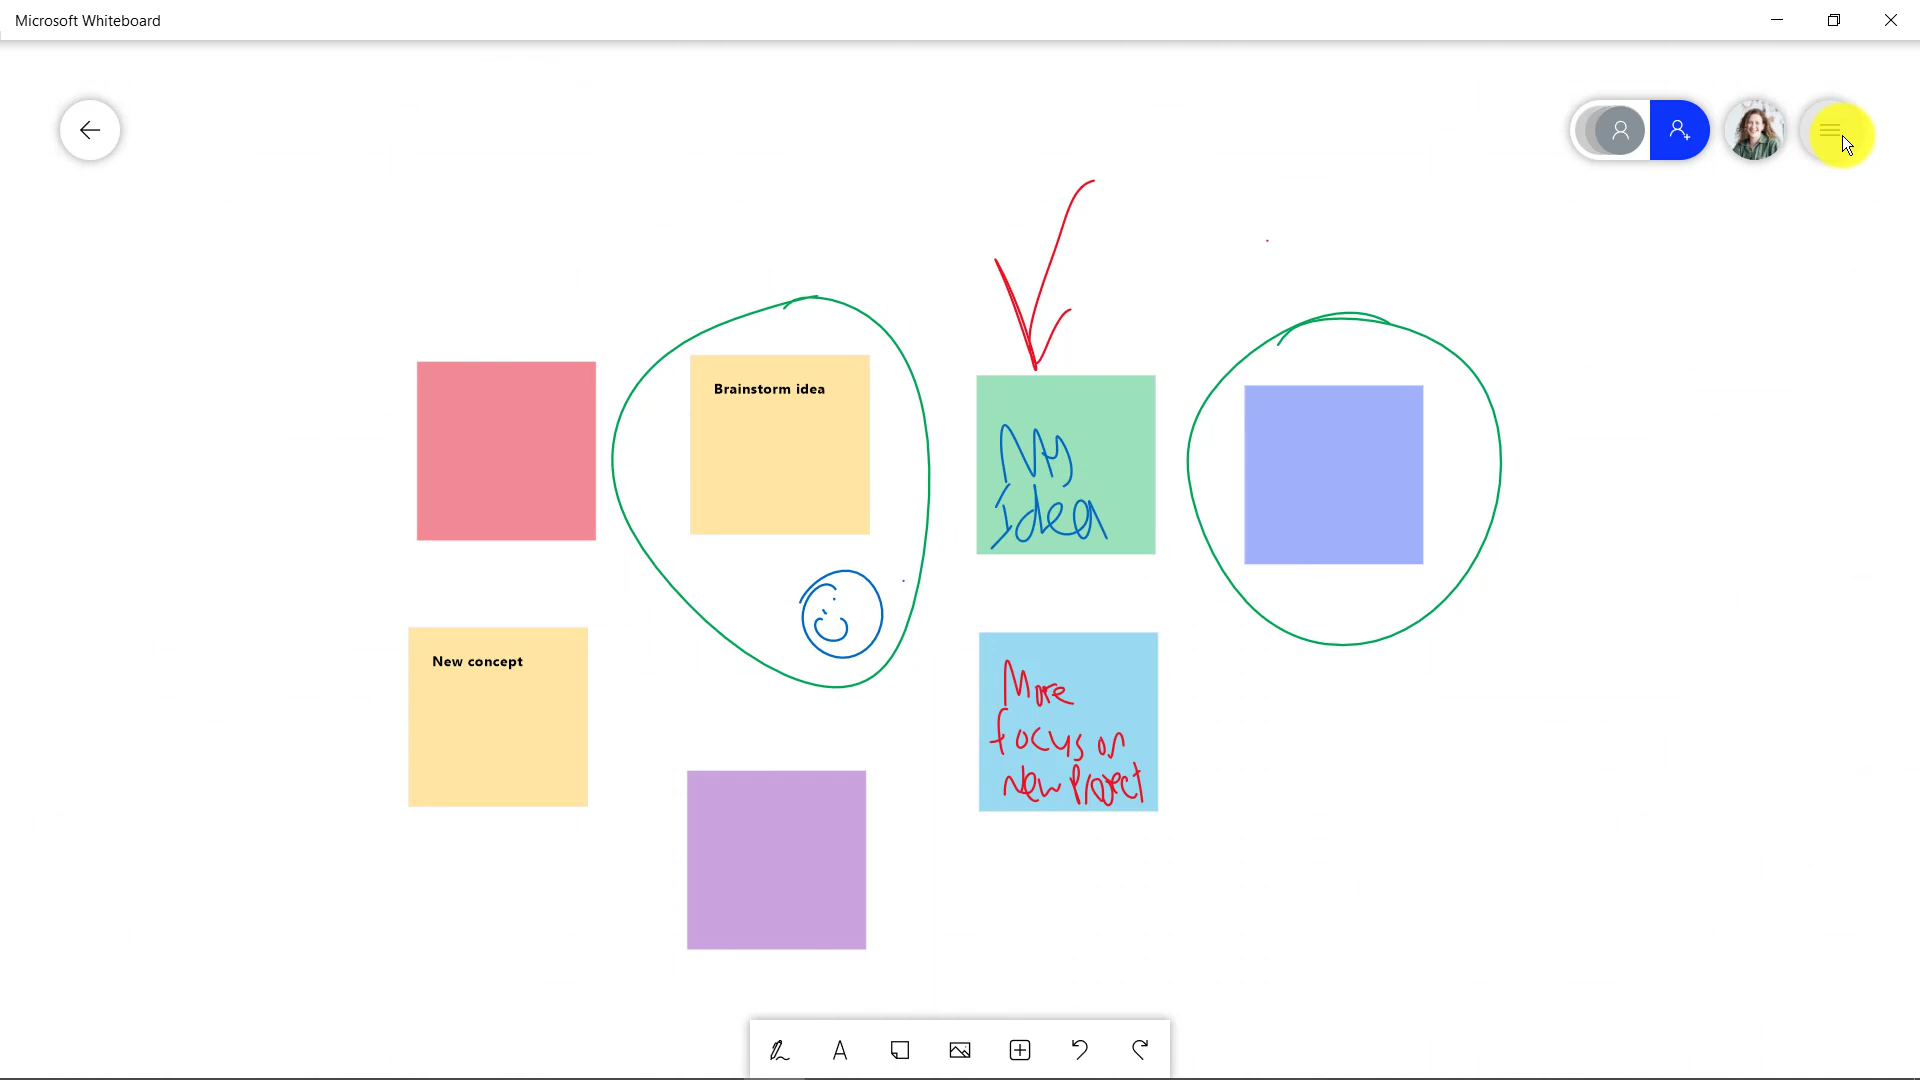 Microsoft Whiteboard
Brainstorm idea
My
idea
New concept
More
focus on
new Project